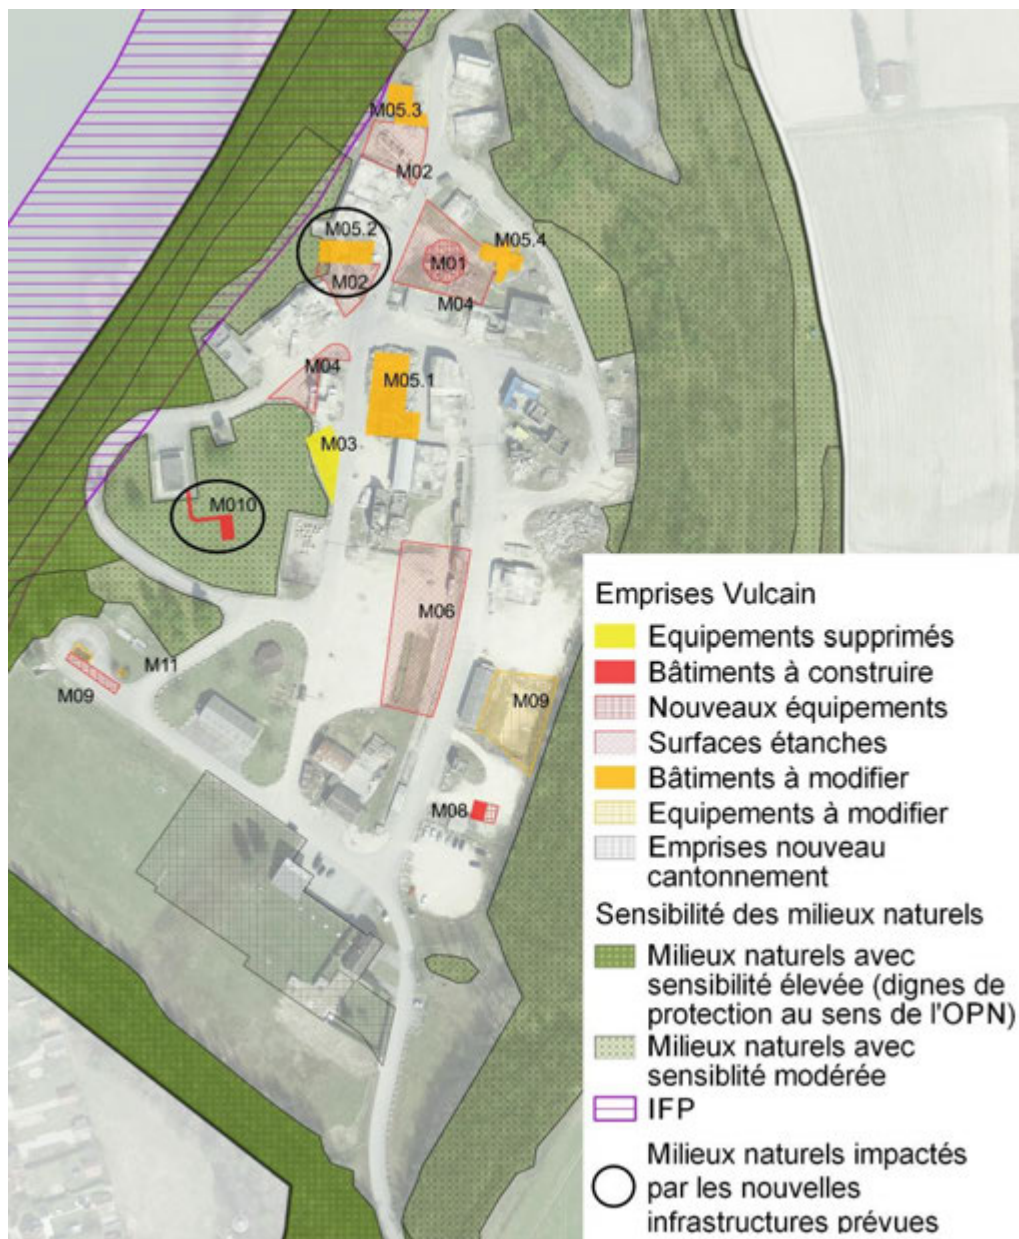 M05.3
M02
M05.2
M05.4
M01
M02
M04
M04
M05.1
M03
M010
M06
M11
M09
M09
M08
Emprises Vulcain
Equipements supprimés
Bâtiments à construire
Nouveaux équipements
Surfaces étanches
Bâtiments à modifier
Equipements à modifier
Emprises nouveau
cantonnement
Sensibilité des milieux naturels
Milieux naturels avec
sensibilité élevée (dignes de
protection au sens de l'OPN)
Milieux naturels avec
sensiblité modérée
IFP
Milieux naturels impactés
par les nouvelles
infrastructures prévues